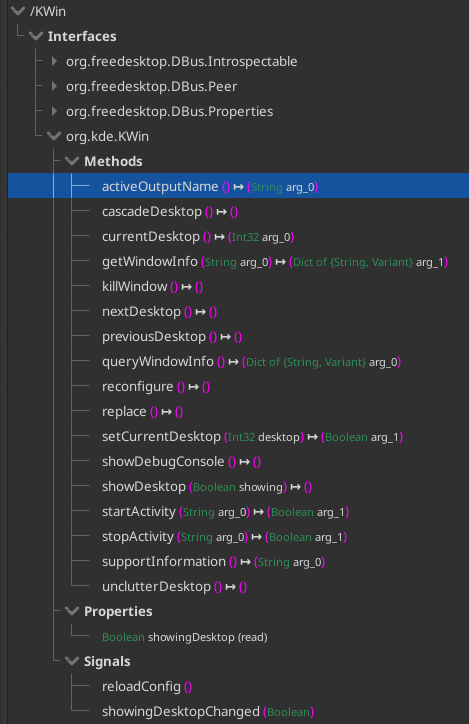 /KWin
Interfaces
org.freedesktop.DBus.Introspectable
org.freedesktop.DBus.Peer
org.freedesktop.DBus.Properties
org.kde.KWin
Methods
activeOutputName () ↦ (String arg_0)
cascadeDesktop () ↦ ()
currentDesktop () ↦ (Int32 arg_0)
getWindowInfo (String arg_0) ↦ (Dict of {String, Variant} arg_1)
killWindow () ↦ ()
nextDesktop () ↦ ()
previousDesktop () ↦ ()
queryWindowInfo () ↦ (Dict of {String, Variant} arg_0)
reconfigure () ↦ ()
replace () ↦ ()
setCurrentDesktop (Int32 desktop) ↦ (Boolean arg_1)
showDebugConsole () ↦ ()
showDesktop (Boolean showing) ↦ ()
startActivity (String arg_0) ↦ (Boolean arg_1)
stopActivity (String arg_0) ↦ (Boolean arg_1)
supportInformation () ↦ (String arg_0)
unclutterDesktop () ↦ ()
Properties
Boolean showingDesktop (read)
Signals
reloadConfig ()
showingDesktopChanged (Boolean)